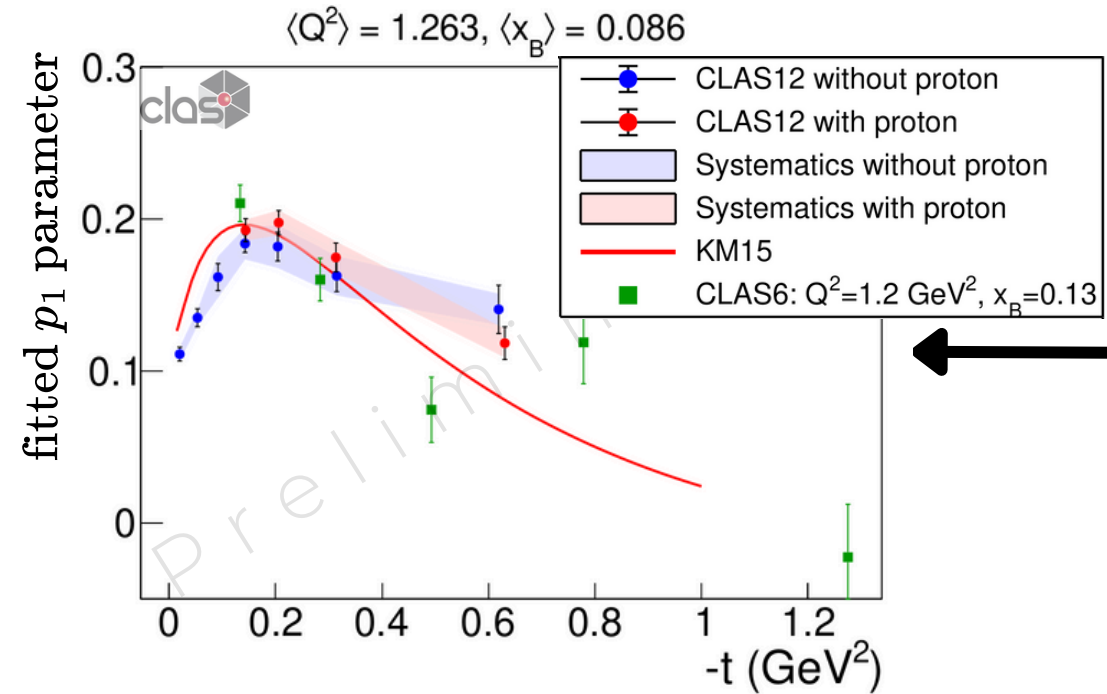 ⟨Q²⟩ = 1.263, ⟨x_B⟩ = 0.086
fitted p₁ parameter
0.3
0.2
0.1
0
clas
CLAS12 without proton
CLAS12 with proton
Systematics without proton
Systematics with proton
KM15
CLAS6: Q²=1.2 GeV², x_B=0.13
Prelimin
0 0.2 0.4 0.6 0.8 1 1.2
-t (GeV²)